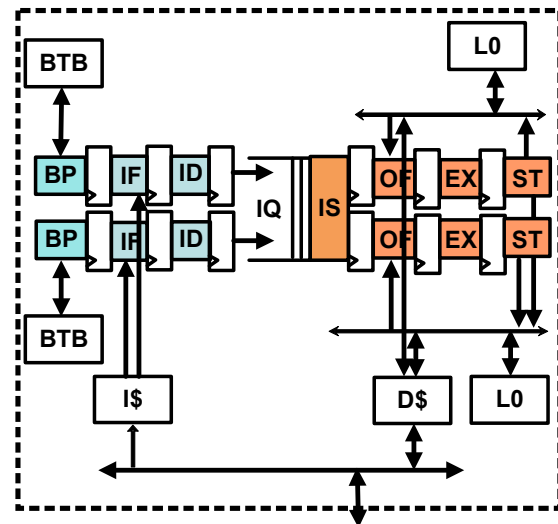 L0
BTB
BP IF ID IQ IS OF EX ST
BP IF ID OF EX ST
BTB
I$ D$ L0